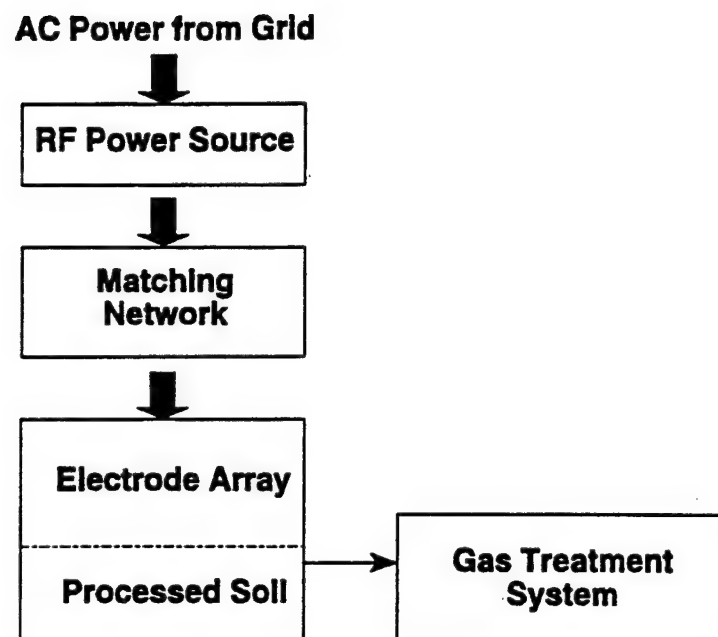 AC Power from Grid
RF Power Source
Matching
Network
Electrode Array
Processed Soil
Gas Treatment
System